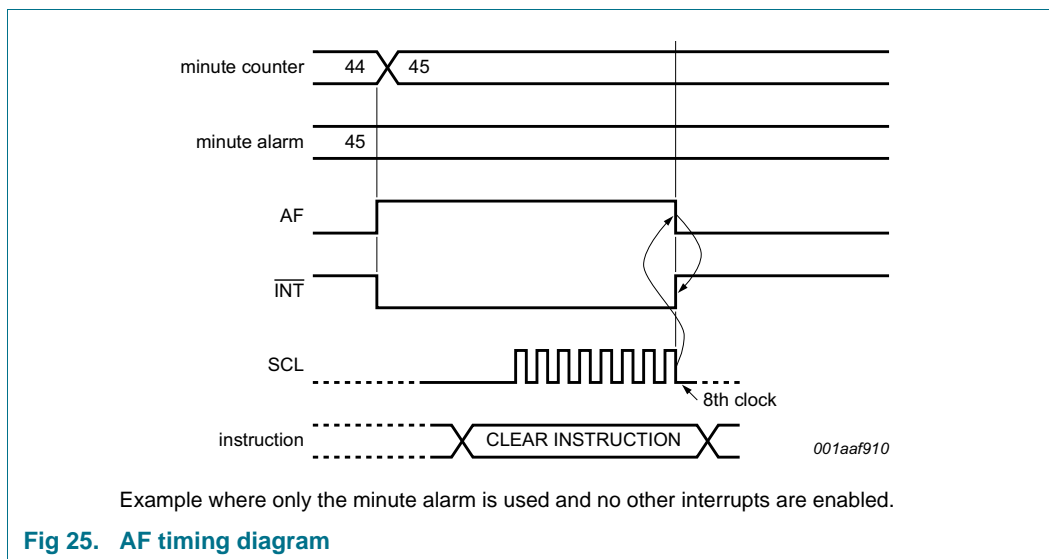 minute counter 44 45
minute alarm 45
AF
INT
SCL
8th clock
instruction CLEAR INSTRUCTION
001aaf910
Example where only the minute alarm is used and no other interrupts are enabled.
Fig 25. AF timing diagram